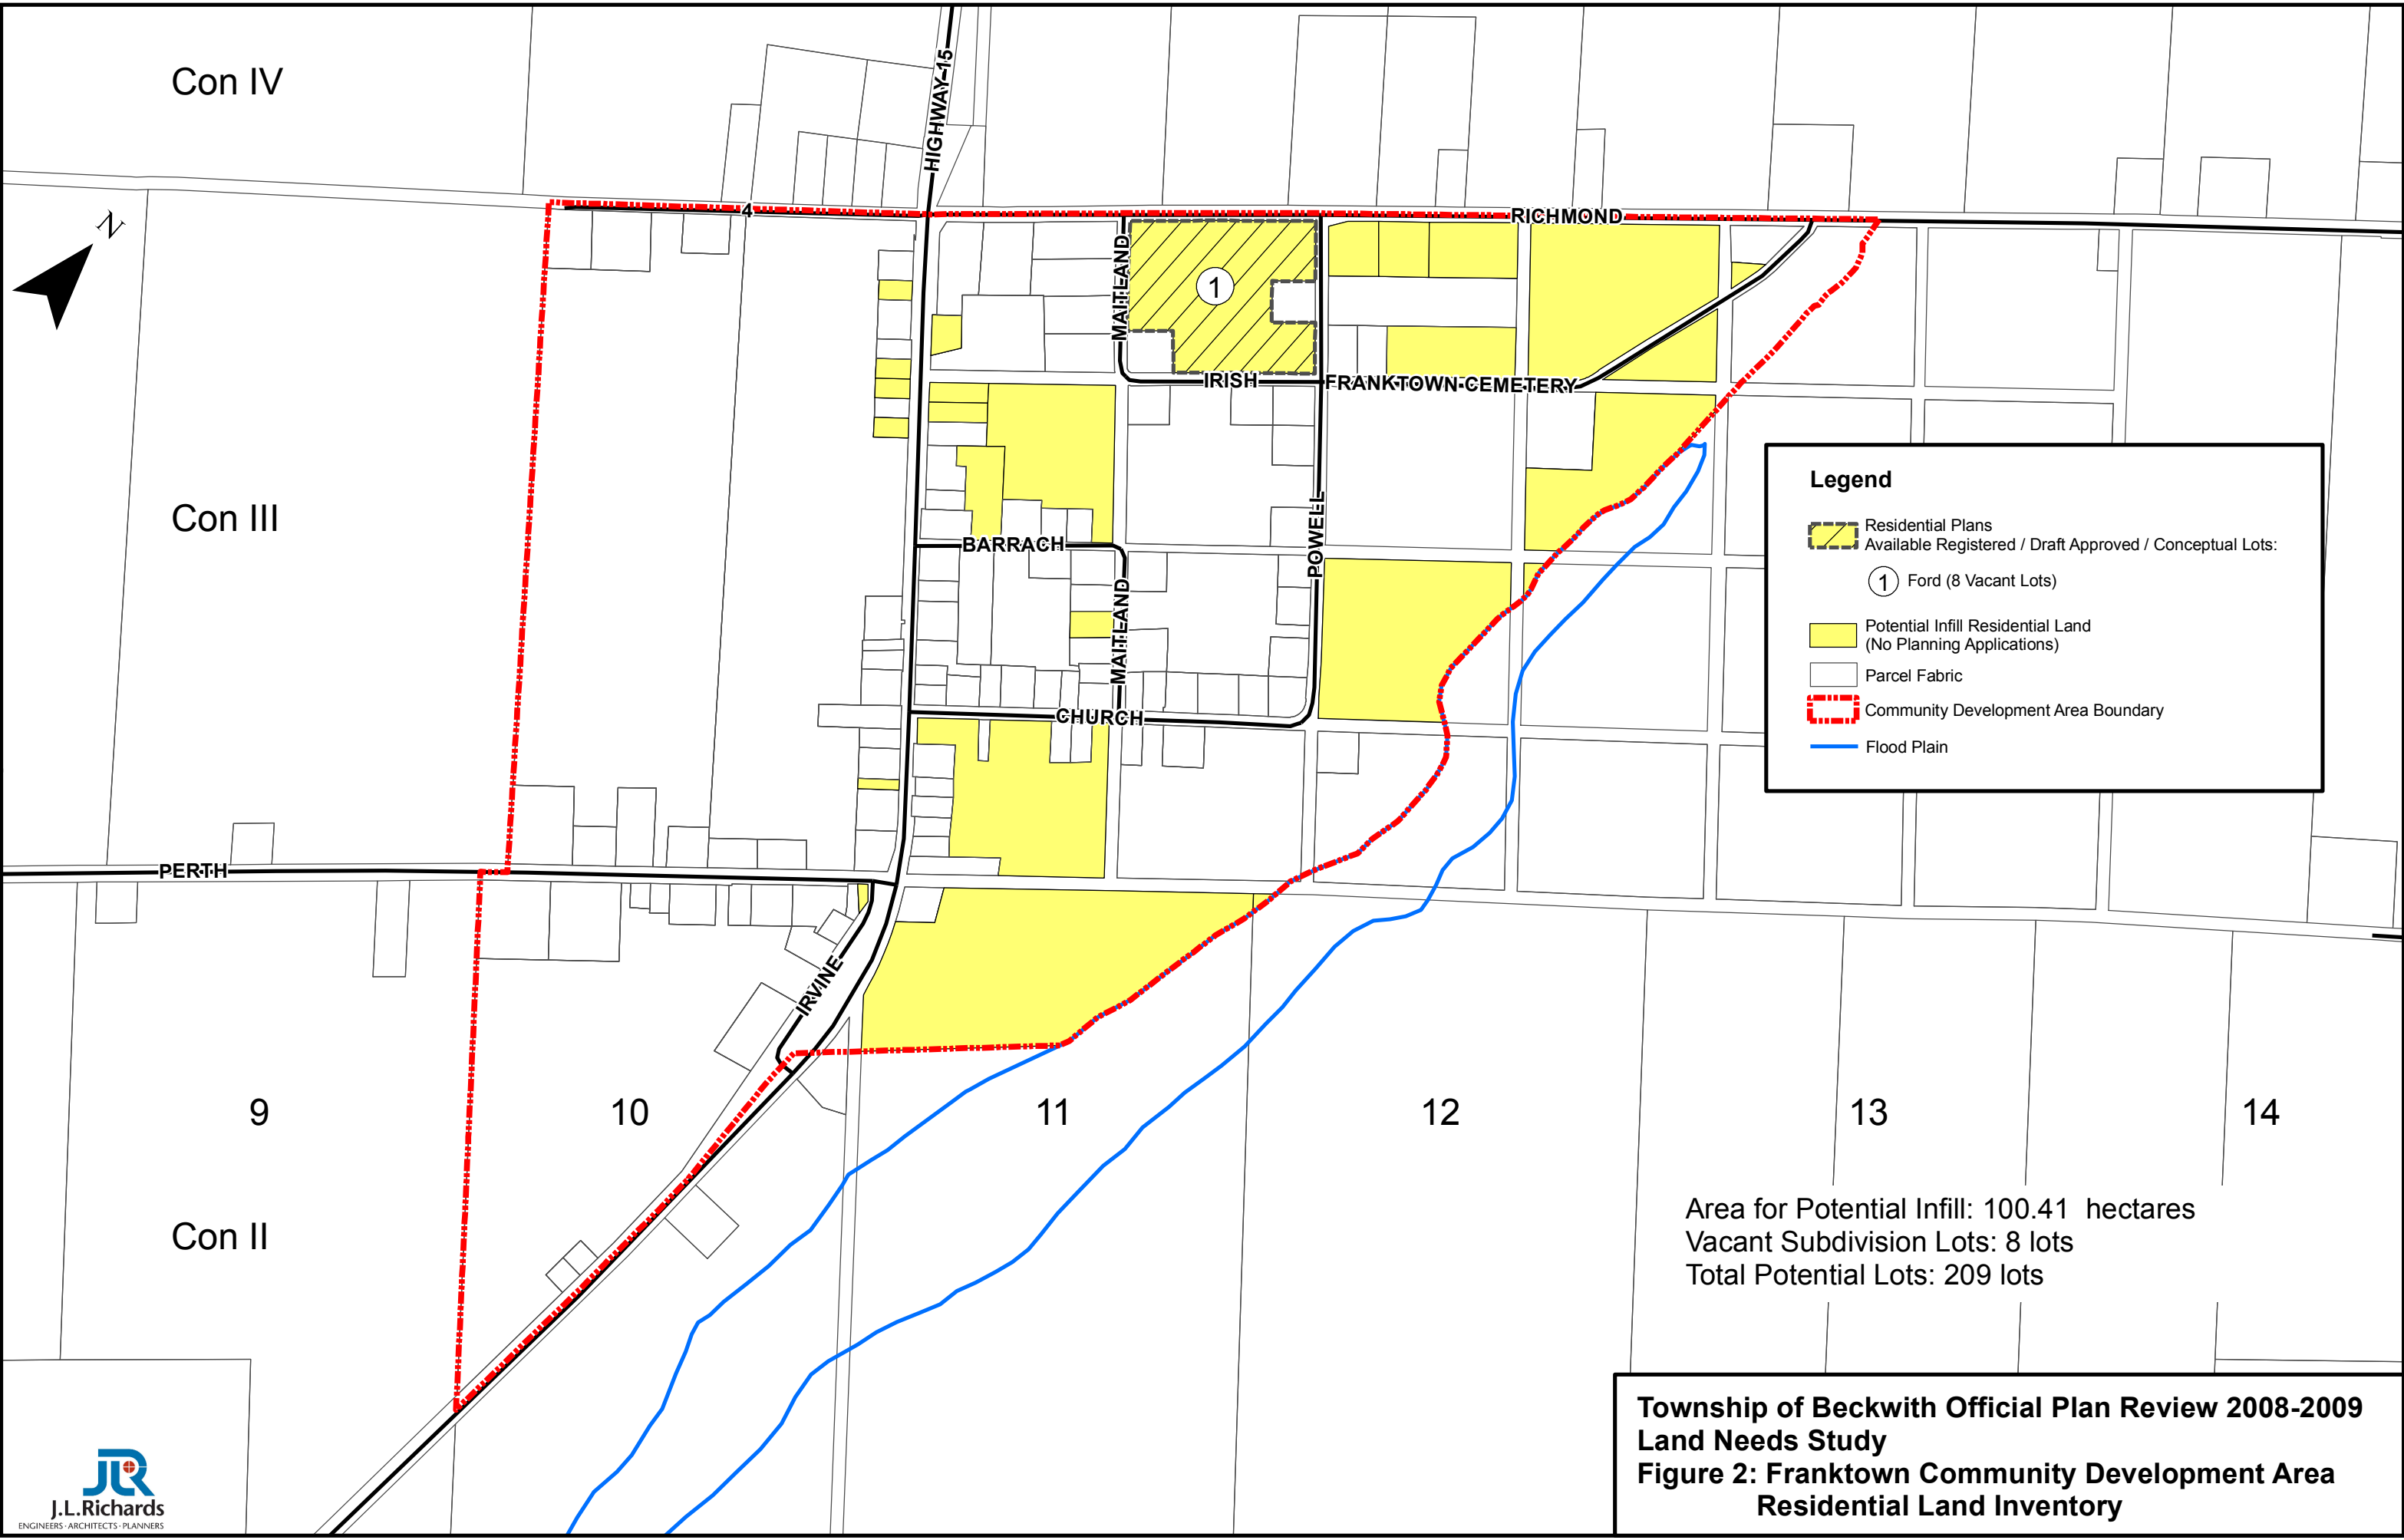 Con IV
HIGHWAY 15
N
4
RICHMOND
MAITLAND
1
IRISH
FRANKTOWN CEMETERY
Con III
POWELL
BARRACH
MAITLAND
CHURCH
PERTH
IRVINE
Legend
Residential Plans
Available Registered / Draft Approved / Conceptual Lots:
1 Ford (8 Vacant Lots)
Potential Infill Residential Land
(No Planning Applications)
Parcel Fabric
Community Development Area Boundary
Flood Plain
9
10
11
12
13
14
Con II
Area for Potential Infill: 100.41 hectares
Vacant Subdivision Lots: 8 lots
Total Potential Lots: 209 lots
Township of Beckwith Official Plan Review 2008-2009
Land Needs Study
Figure 2: Franktown Community Development Area
Residential Land Inventory
JLR
J.L.Richards
ENGINEERS · ARCHITECTS · PLANNERS